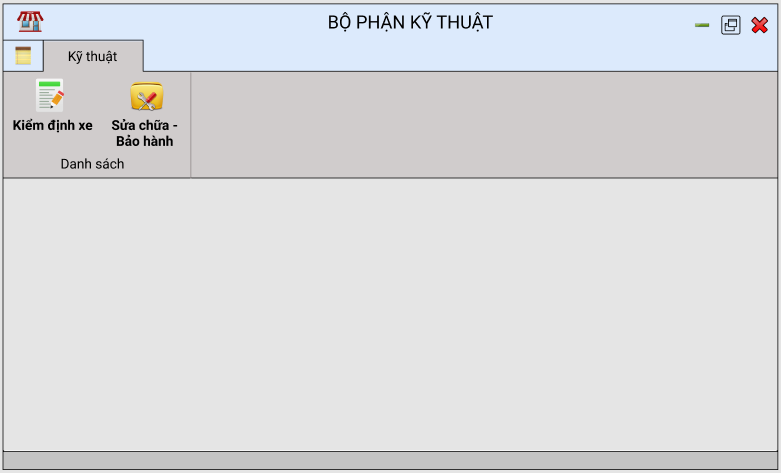 BỘ PHẬN KỸ THUẬT
Kỹ thuật
Kiểm định xe
Sửa chữa -
Bảo hành
Danh sách